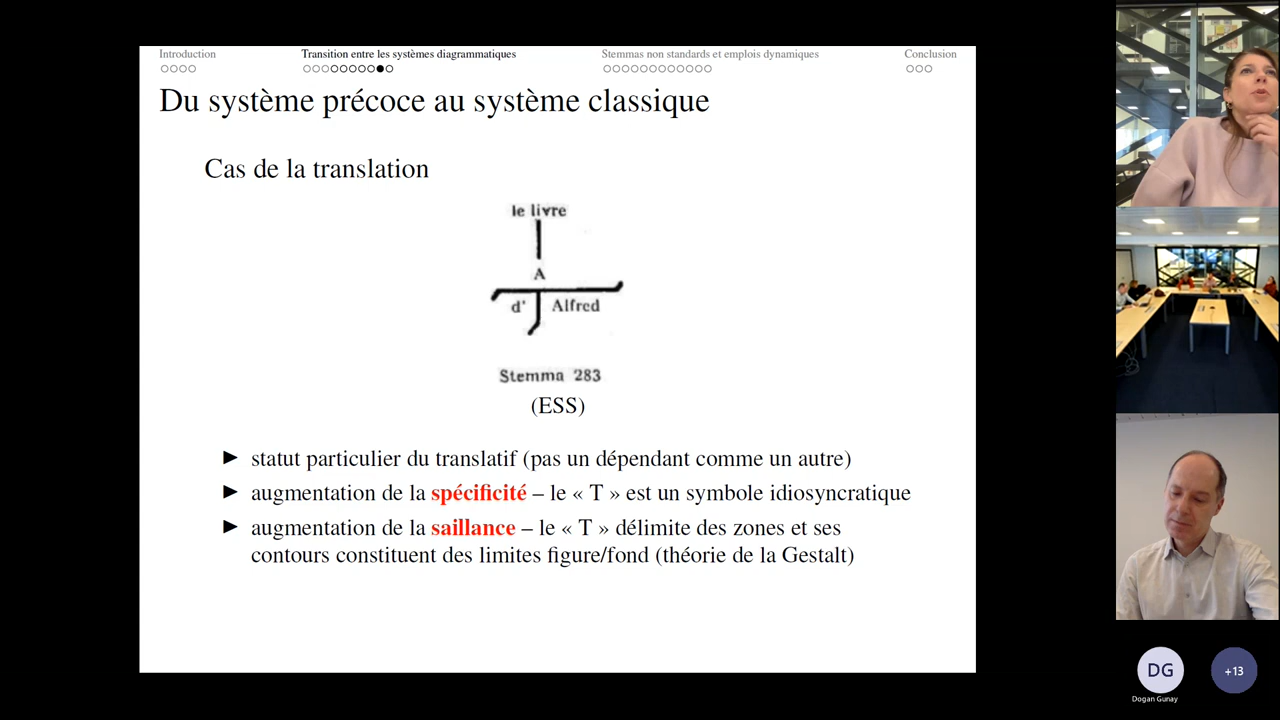 Introduction
Transition entre les systèmes diagrammatiques
Stemmas non standards et emplois dynamiques
Conclusion
Du système précoce au système classique
Cas de la translation
le livre
A
d' Alfred
Stemma 283
(ESS)
statut particulier du translatif (pas un dépendant comme un autre)
augmentation de la spécificité – le « T » est un symbole idiosyncratique
augmentation de la saillance – le « T » délimite des zones et ses
contours constituent des limites figure/fond (théorie de la Gestalt)
DG
+13
Dogan Gunay